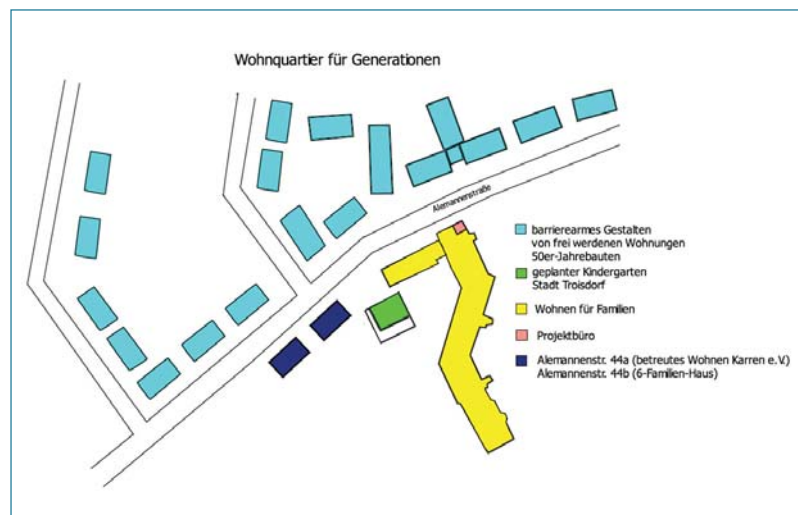 Wohnquartier für Generationen
Alemannenstraße
barrierearmes Gestalten
von frei werdenen Wohnungen
50er-Jahrebauten
geplanter Kindergarten
Stadt Troisdorf
Wohnen für Familien
Projektbüro
Alemannenstr. 44a (betreutes Wohnen Karren e.V.)
Alemannenstr. 44b (6-Familien-Haus)